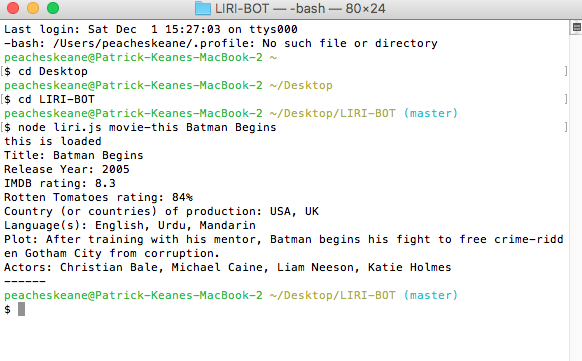 LIRI-BOT — -bash — 80×24
Last login: Sat Dec  1 15:27:03 on ttys000
-bash: /Users/peacheskeane/.profile: No such file or directory
peacheskeane@Patrick-Keanes-MacBook-2 ~
[$ cd Desktop ]
peacheskeane@Patrick-Keanes-MacBook-2 ~/Desktop
[$ cd LIRI-BOT ]
peacheskeane@Patrick-Keanes-MacBook-2 ~/Desktop/LIRI-BOT (master)
[$ node liri.js movie-this Batman Begins ]
this is loaded
Title: Batman Begins
Release Year: 2005
IMDB rating: 8.3
Rotten Tomatoes rating: 84%
Country (or countries) of production: USA, UK
Language(s): English, Urdu, Mandarin
Plot: After training with his mentor, Batman begins his fight to free crime-ridd
en Gotham City from corruption.
Actors: Christian Bale, Michael Caine, Liam Neeson, Katie Holmes
------
peacheskeane@Patrick-Keanes-MacBook-2 ~/Desktop/LIRI-BOT (master)
$